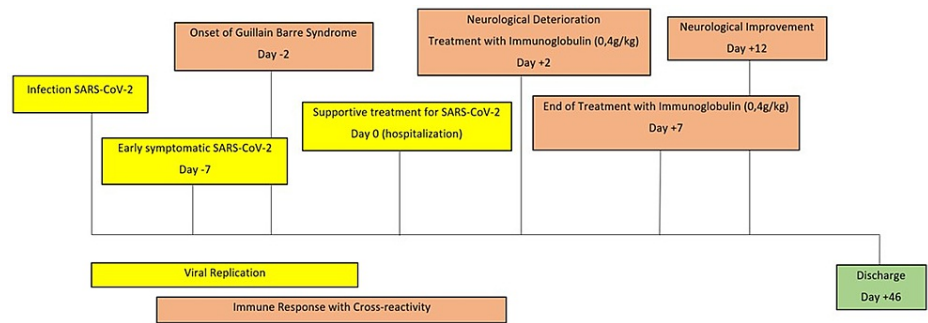 Onset of Guillain Barre Syndrome
Day -2
Neurological Deterioration
Treatment with Immunoglobulin (0,4g/kg)
Day +2
Neurological Improvement
Day +12
Infection SARS-CoV-2
Supportive treatment for SARS-CoV-2
Day 0 (hospitalization)
End of Treatment with Immunoglobulin (0,4g/kg)
Day +7
Early symptomatic SARS-CoV-2
Day -7
Viral Replication
Immune Response with Cross-reactivity
Discharge
Day +46